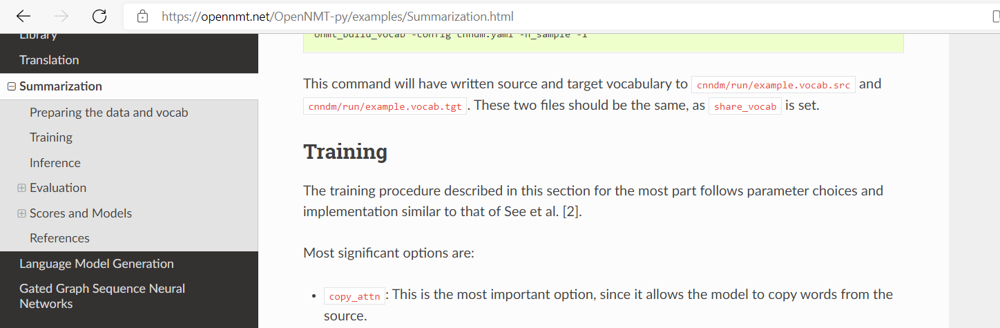 https://opennmt.net/OpenNMT-py/examples/Summarization.html
Library
Translation
Summarization
Preparing the data and vocab
Training
Inference
Evaluation
Scores and Models
References
Language Model Generation
Gated Graph Sequence Neural
Networks
onmt_build_vocab -config cnndm.yaml -n_sample -1
This command will have written source and target vocabulary to cnndm/run/example.vocab.src and
cnndm/run/example.vocab.tgt . These two files should be the same, as share_vocab is set.
Training
The training procedure described in this section for the most part follows parameter choices and
implementation similar to that of See et al. [2].
Most significant options are:
• copy_attn : This is the most important option, since it allows the model to copy words from the
source.